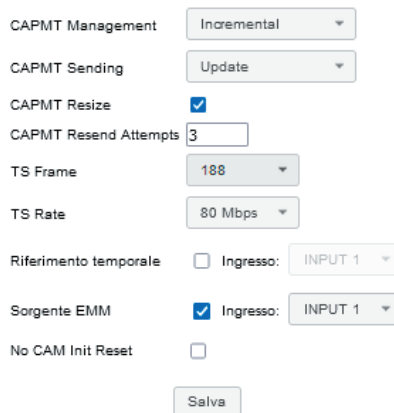 CAPMT Management Incremental
CAPMT Sending Update
CAPMT Resize
CAPMT Resend Attempts 3
TS Frame 188
TS Rate 80 Mbps
Riferimento temporale Ingresso: INPUT 1
Sorgente EMM Ingresso: INPUT 1
No CAM Init Reset
Salva